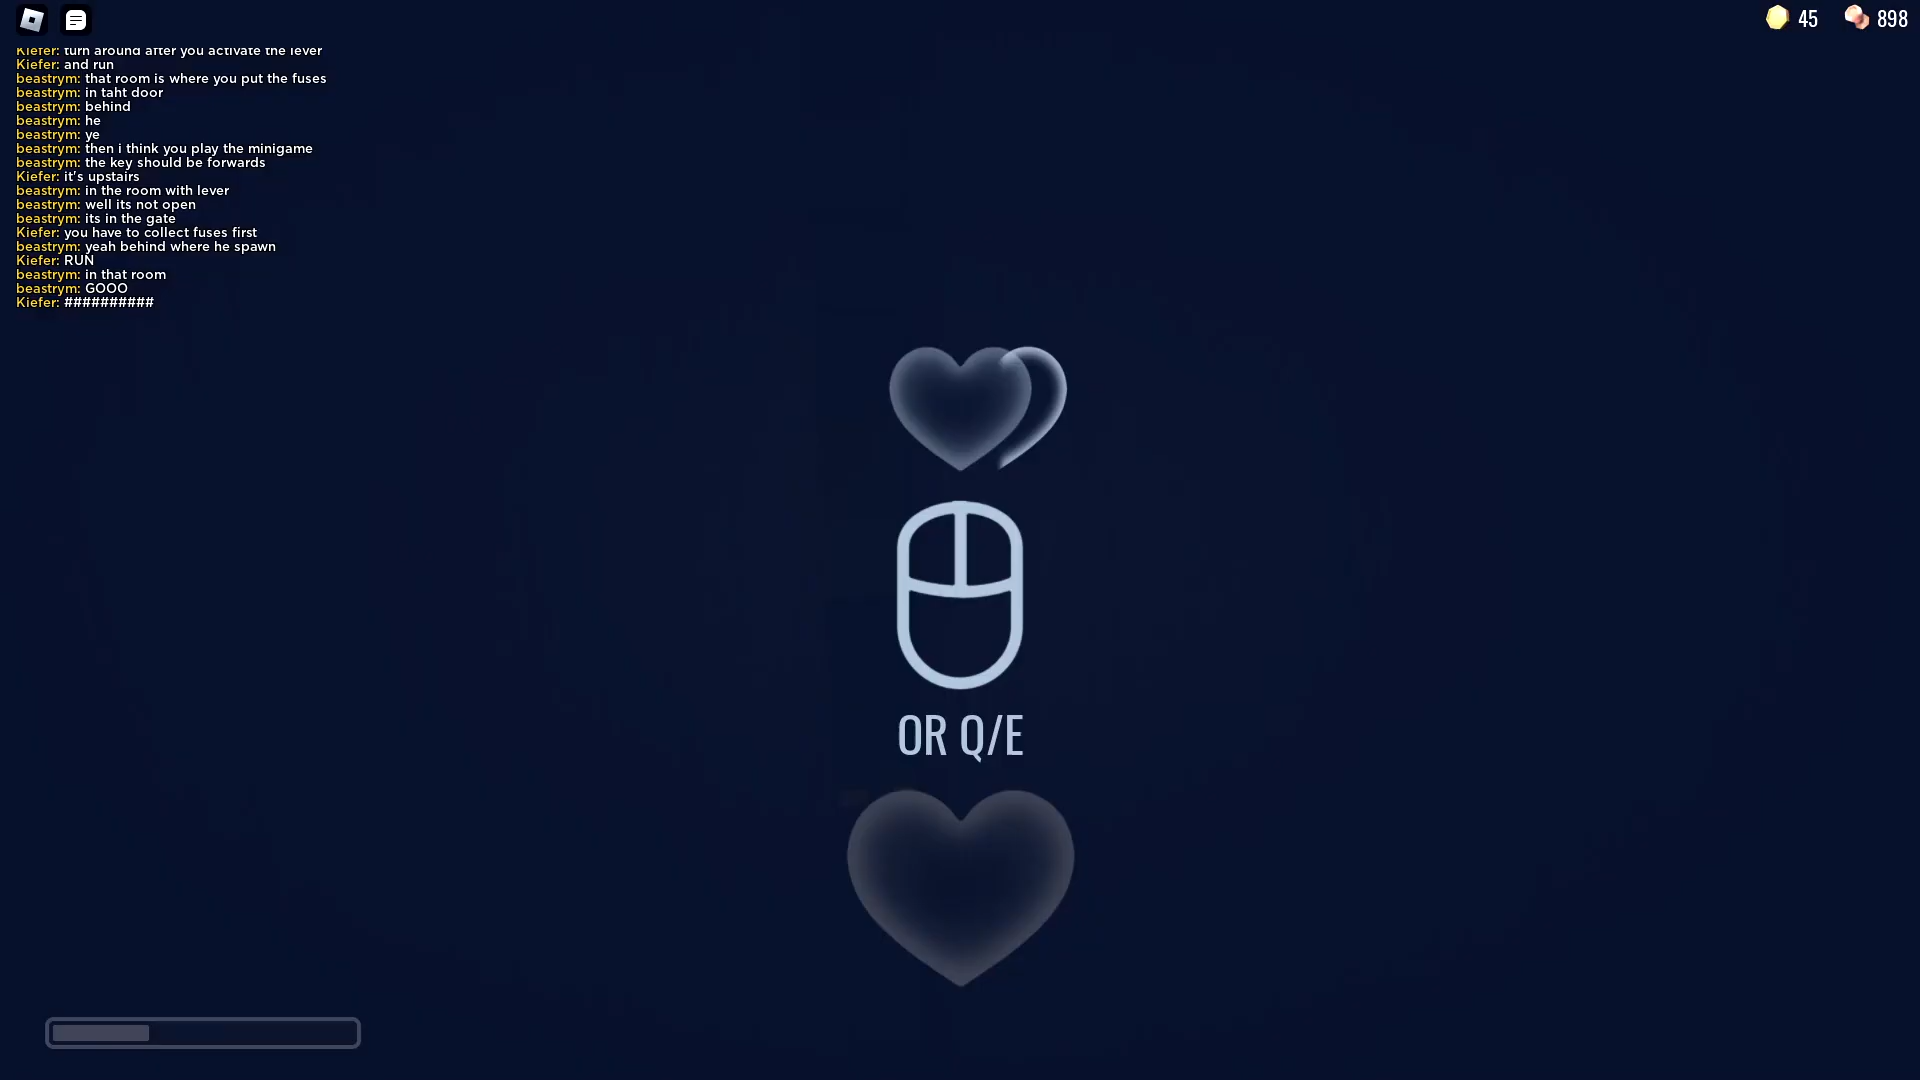 45
898
Kiefer: turn around after you activate the lever
Kiefer: and run
beastrym: that room is where you put the fuses
beastrym: in taht door
beastrym: behind
beastrym: he
beastrym: ye
beastrym: then i think you play the minigame
beastrym: the key should be forwards
Kiefer: it's upstairs
beastrym: in the room with lever
beastrym: well its not open
beastrym: its in the gate
Kiefer: you have to collect fuses first
beastrym: yeah behind where he spawn
Kiefer: RUN
beastrym: in that room
beastrym: GOOO
Kiefer: ##########
OR Q/E